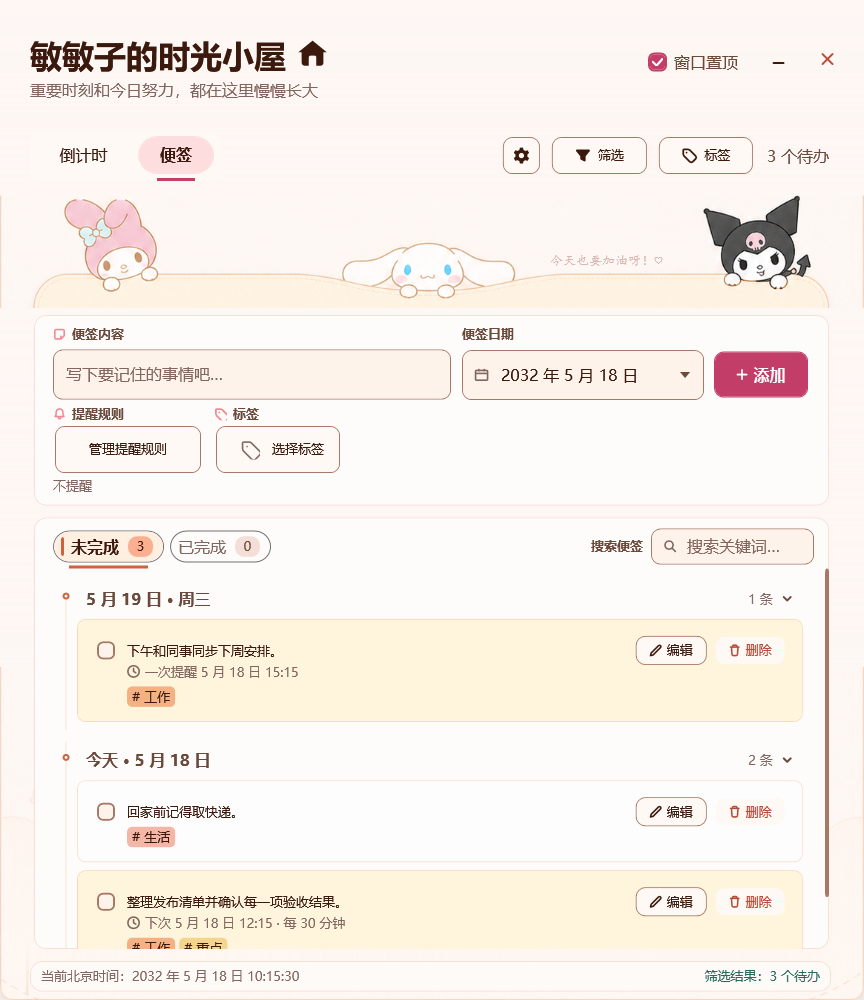 敏敏子的时光小屋
窗口置顶
重要时刻和今日努力，都在这里慢慢长大
倒计时
便签
筛选
标签
3 个待办
今天也要加油呀！♡
便签内容
便签日期
写下要记住的事情吧...
2032 年 5 月 18 日
+ 添加
提醒规则
标签
管理提醒规则
选择标签
不提醒
未完成 3
已完成 0
搜索便签
搜索关键词...
5 月 19 日 • 周三
1 条
下午和同事同步下周安排。
编辑
删除
一次提醒 5 月 18 日 15:15
# 工作
今天 • 5 月 18 日
2 条
回家前记得取快递。
编辑
删除
# 生活
整理发布清单并确认每一项验收结果。
编辑
删除
下次 5 月 18 日 12:15 · 每 30 分钟
# 工作 # 重点
当前北京时间：2032 年 5 月 18 日 10:15:30
筛选结果：3 个待办